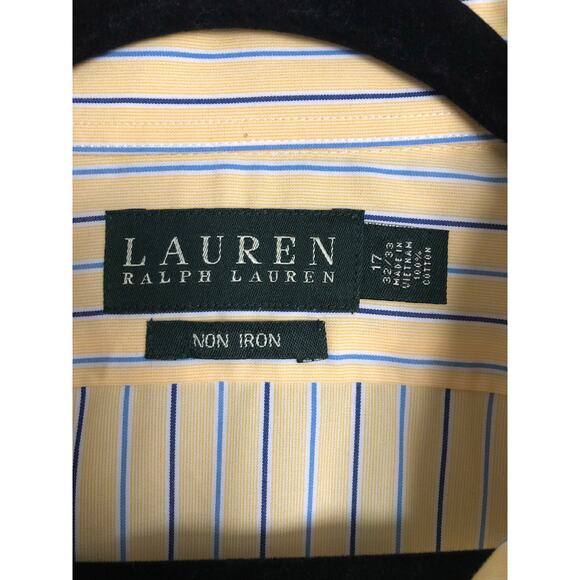 LAUREN
RALPH LAUREN
17
32/33
MADE IN
VIETNAM
100%
COTTON
NON IRON